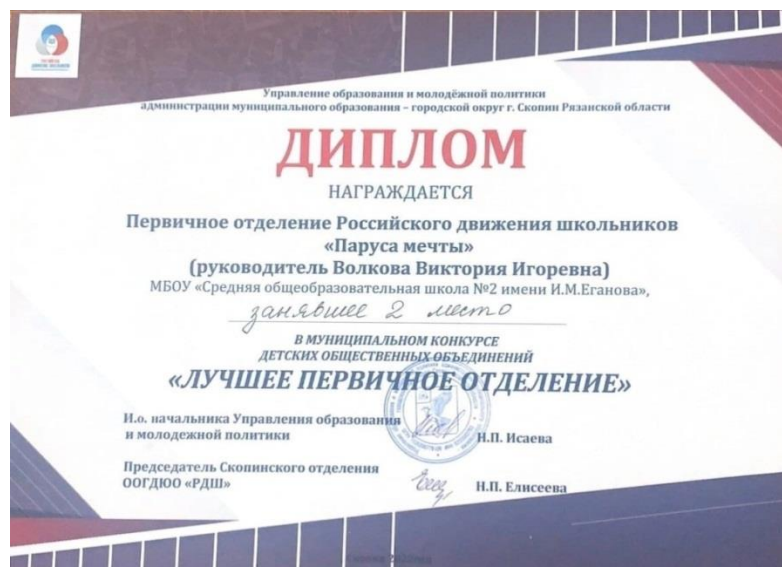 Управление образования и молодёжной политики
администрации муниципального образования – городской округ г. Скопин Рязанской области
ДИПЛОМ
НАГРАЖДАЕТСЯ
Первичное отделение Российского движения школьников
«Паруса мечты»
(руководитель Волкова Виктория Игоревна)
МБОУ «Средняя общеобразовательная школа №2 имени И.М.Еганова»,
занявшее 2 место
В МУНИЦИПАЛЬНОМ КОНКУРСЕ
ДЕТСКИХ ОБЩЕСТВЕННЫХ ОБЪЕДИНЕНИЙ
«ЛУЧШЕЕ ПЕРВИЧНОЕ ОТДЕЛЕНИЕ»
И.о. начальника Управления образования
и молодежной политики
Н.П. Исаева
Председатель Скопинского отделения
ООГДЮО «РДШ»
Н.П. Елисеева